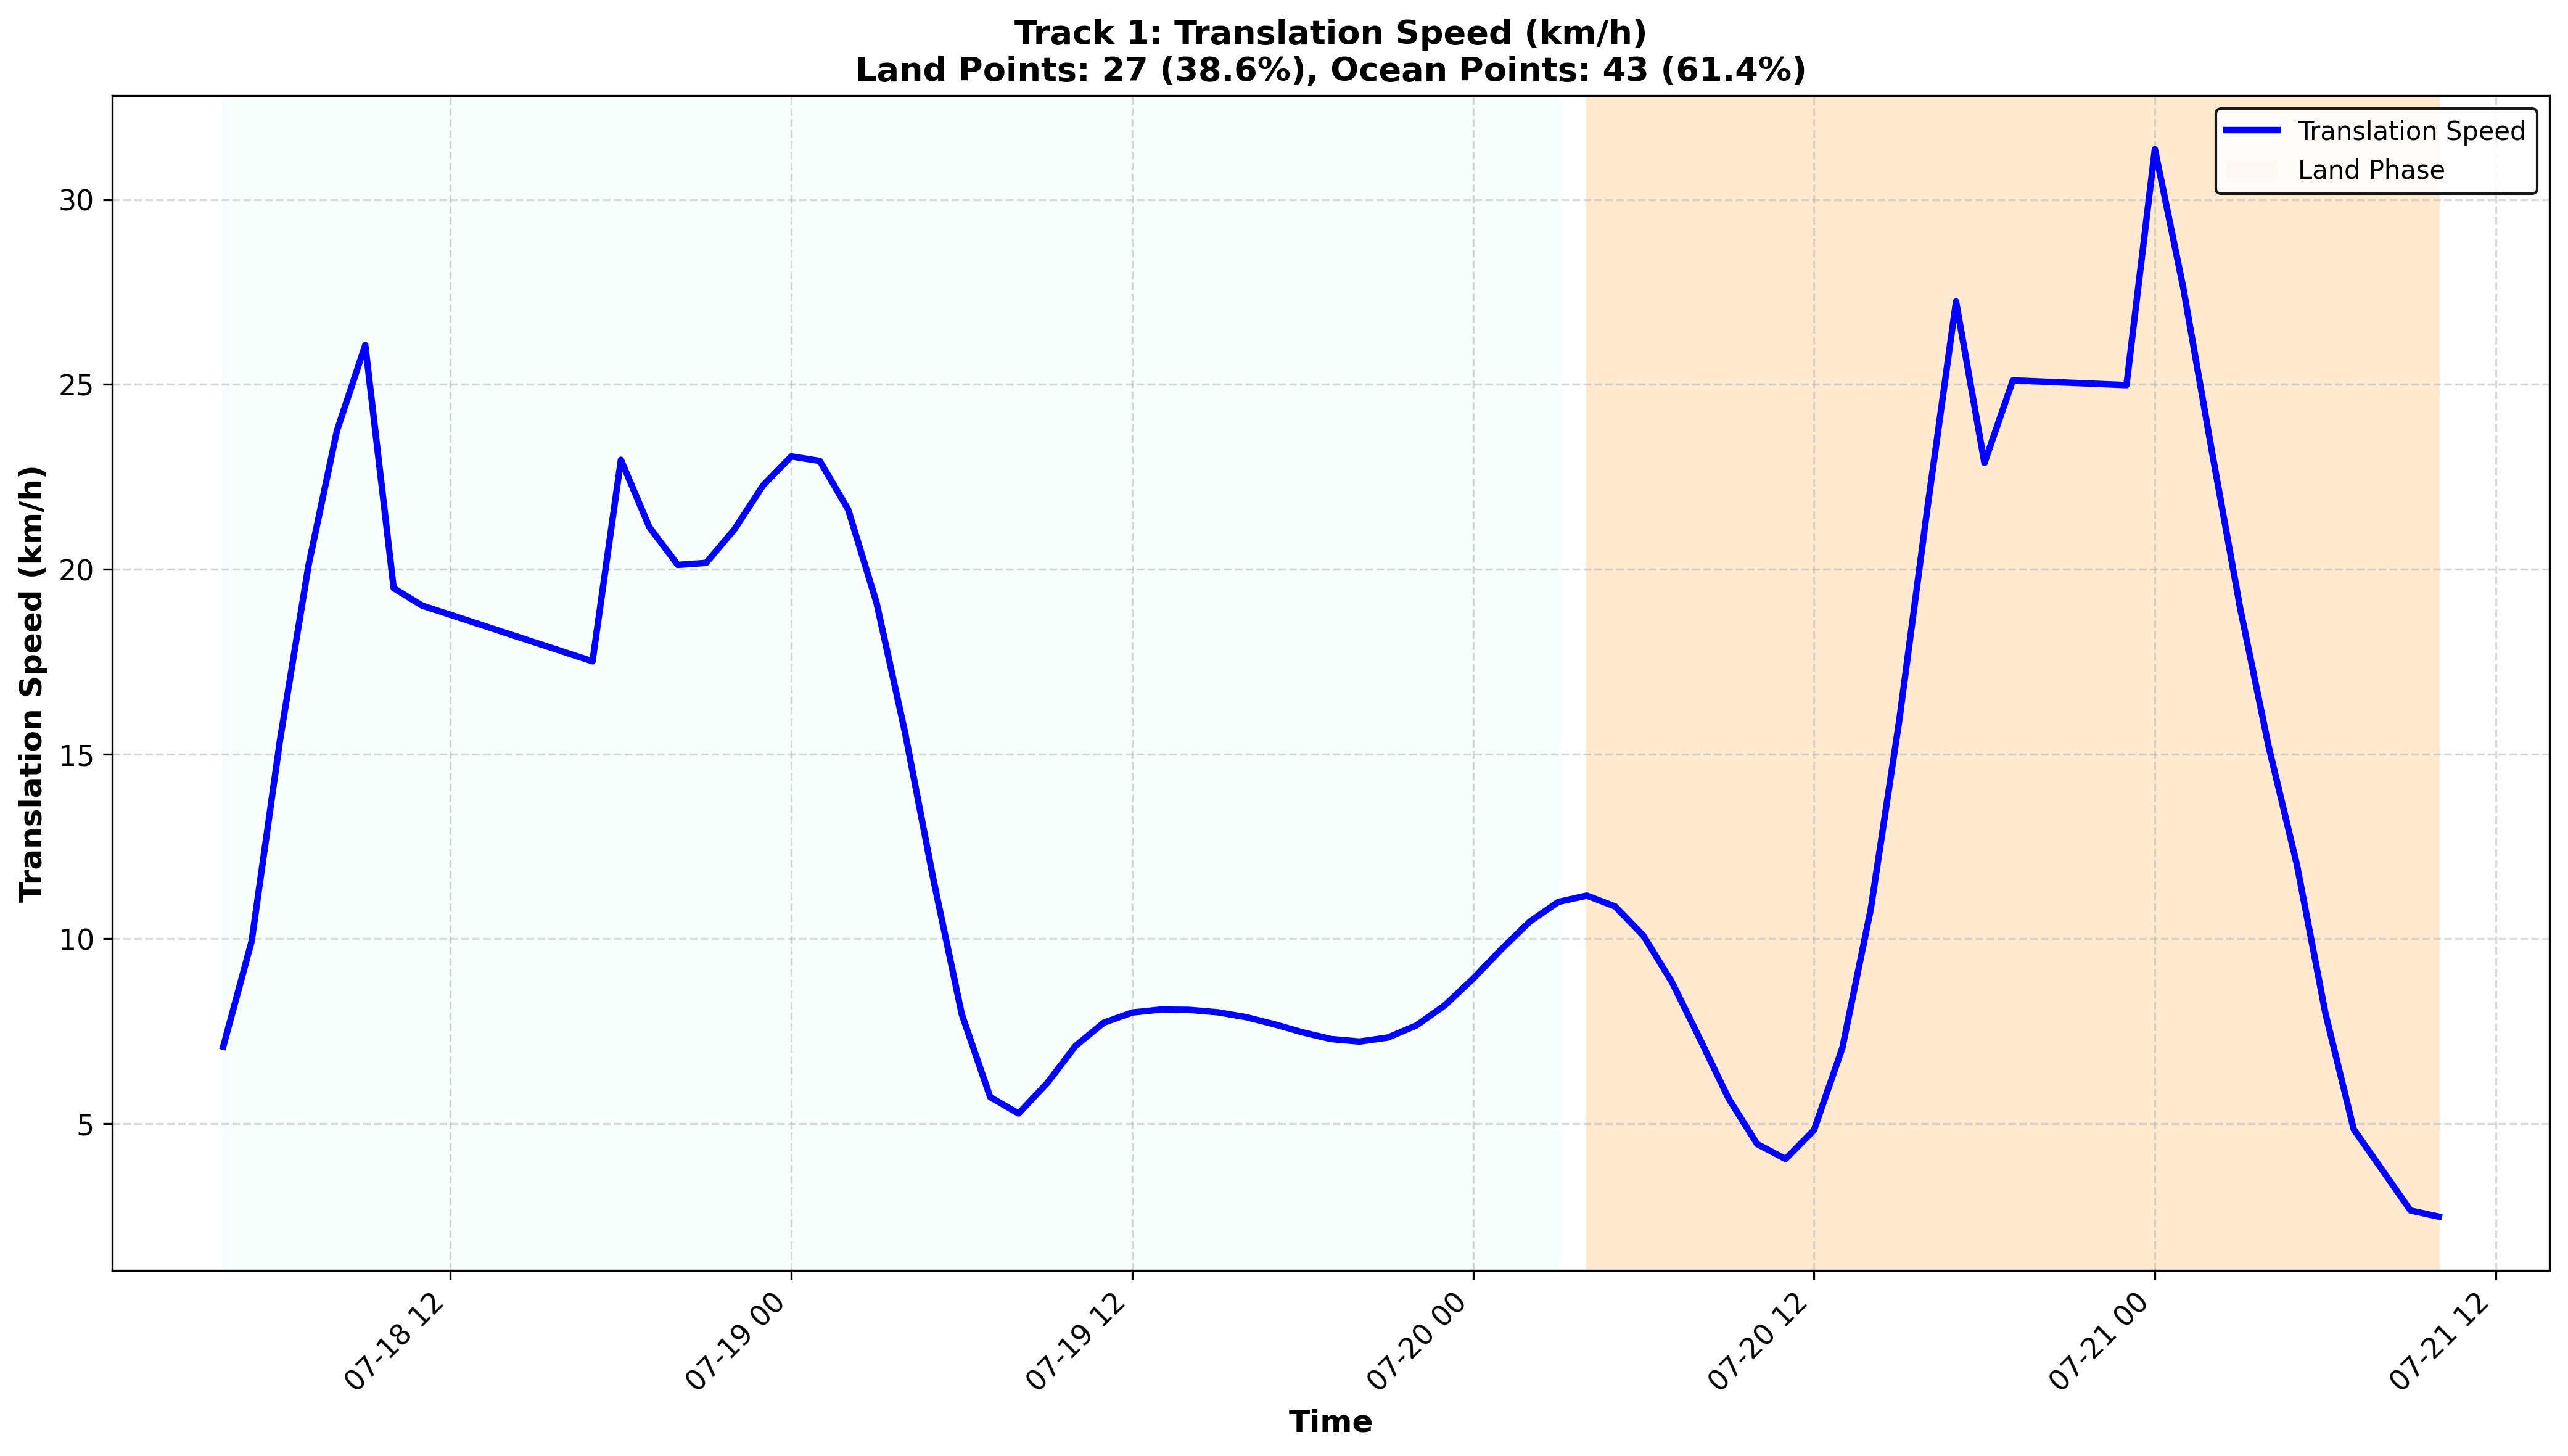 Track 1: Translation Speed (km/h)
Land Points: 27 (38.6%), Ocean Points: 43 (61.4%)
Translation Speed
Land Phase
Translation Speed (km/h)
30
25
20
15
10
5
07-18 12
07-19 00
07-19 12
07-20 00
07-20 12
07-21 00
07-21 12
Time